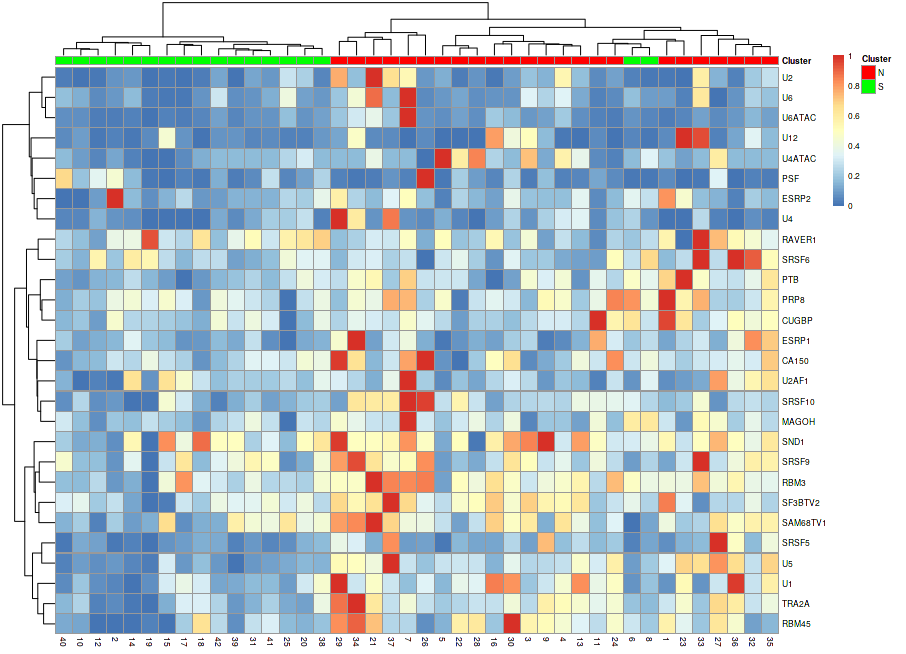 Cluster
U2
U6
U6ATAC
U12
U4ATAC
PSF
ESRP2
U4
RAVER1
SRSF6
PTB
PRP8
CUGBP
ESRP1
CA150
U2AF1
SRSF10
MAGOH
SND1
SRSF9
RBM3
SF3BTV2
SAM68TV1
SRSF5
U5
U1
TRA2A
RBM45
40 10 12 2 14 19 15 17 18 42 39 31 41 25 20 38 29 34 21 37 7 26 5 22 28 16 30 3 9 4 13 11 24 6 8 1 23 33 27 36 32 35
1
0.8
0.6
0.4
0.2
0
Cluster
N
S